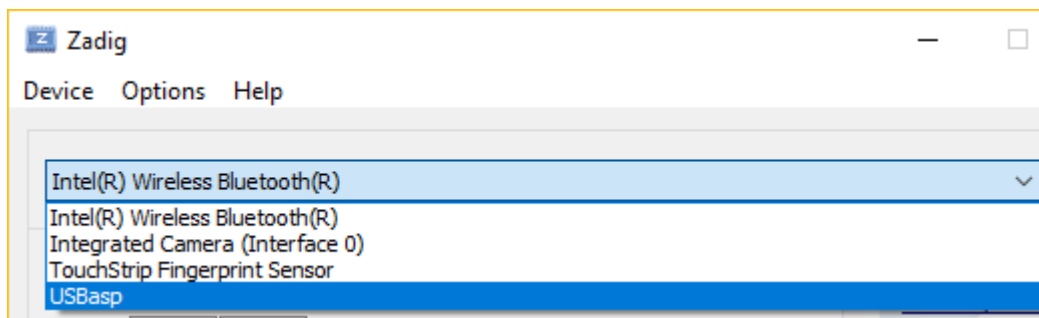 Zadig
Device Options Help
Intel(R) Wireless Bluetooth(R)
Intel(R) Wireless Bluetooth(R)
Integrated Camera (Interface 0)
TouchStrip Fingerprint Sensor
USBasp